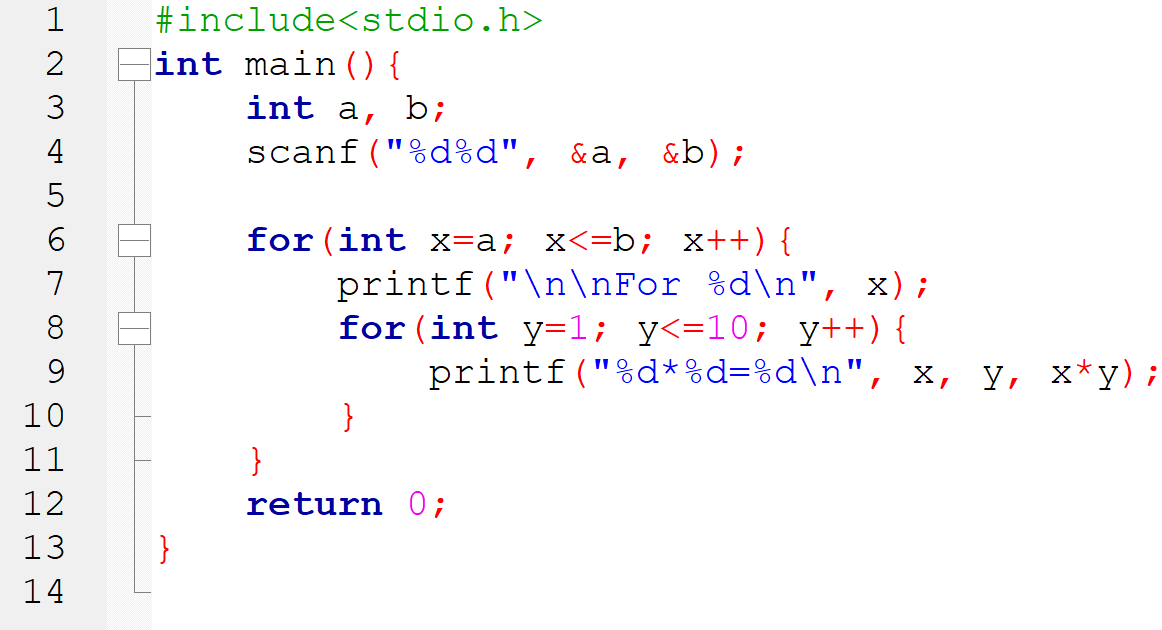 1 #include<stdio.h>
2 int main(){
3     int a, b;
4     scanf("%d%d", &a, &b);
5
6     for(int x=a; x<=b; x++){
7         printf("\n\nFor %d\n", x);
8         for(int y=1; y<=10; y++){
9             printf("%d*%d=%d\n", x, y, x*y);
10         }
11     }
12     return 0;
13 }
14